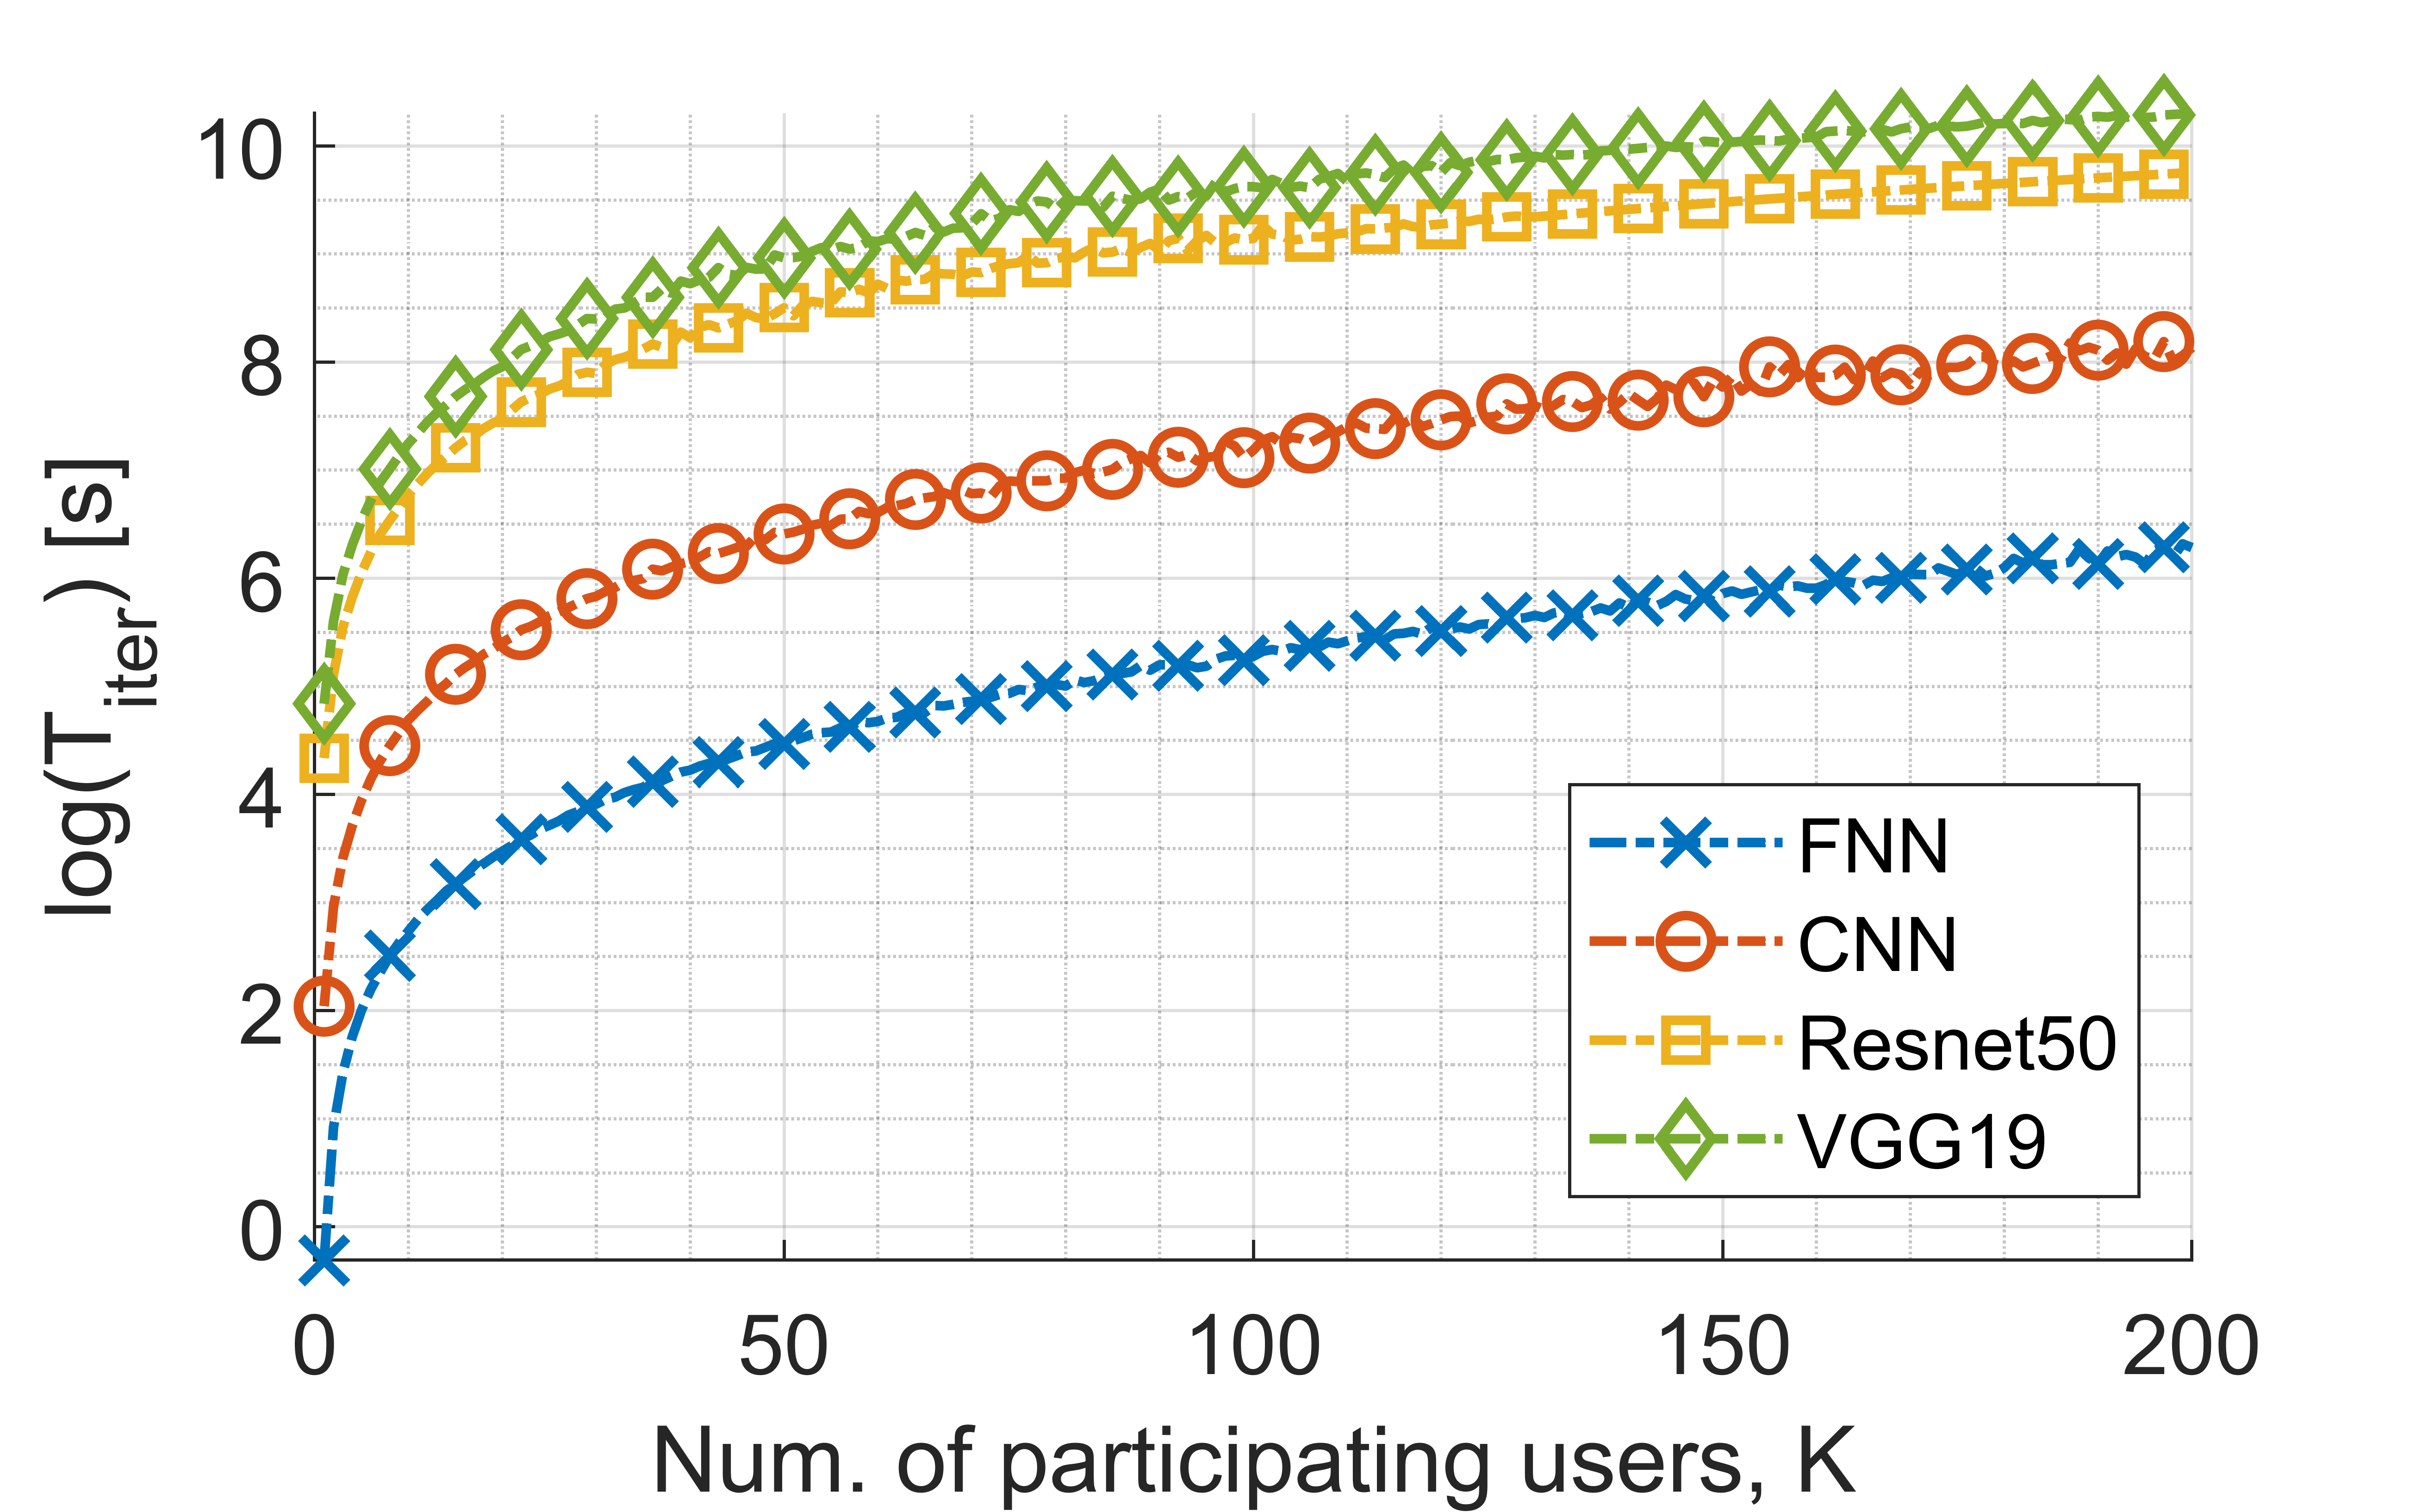 log(T_iter) [s]
10
8
6
4
2
0
0 50 100 150 200
Num. of participating users, K
FNN
CNN
Resnet50
VGG19